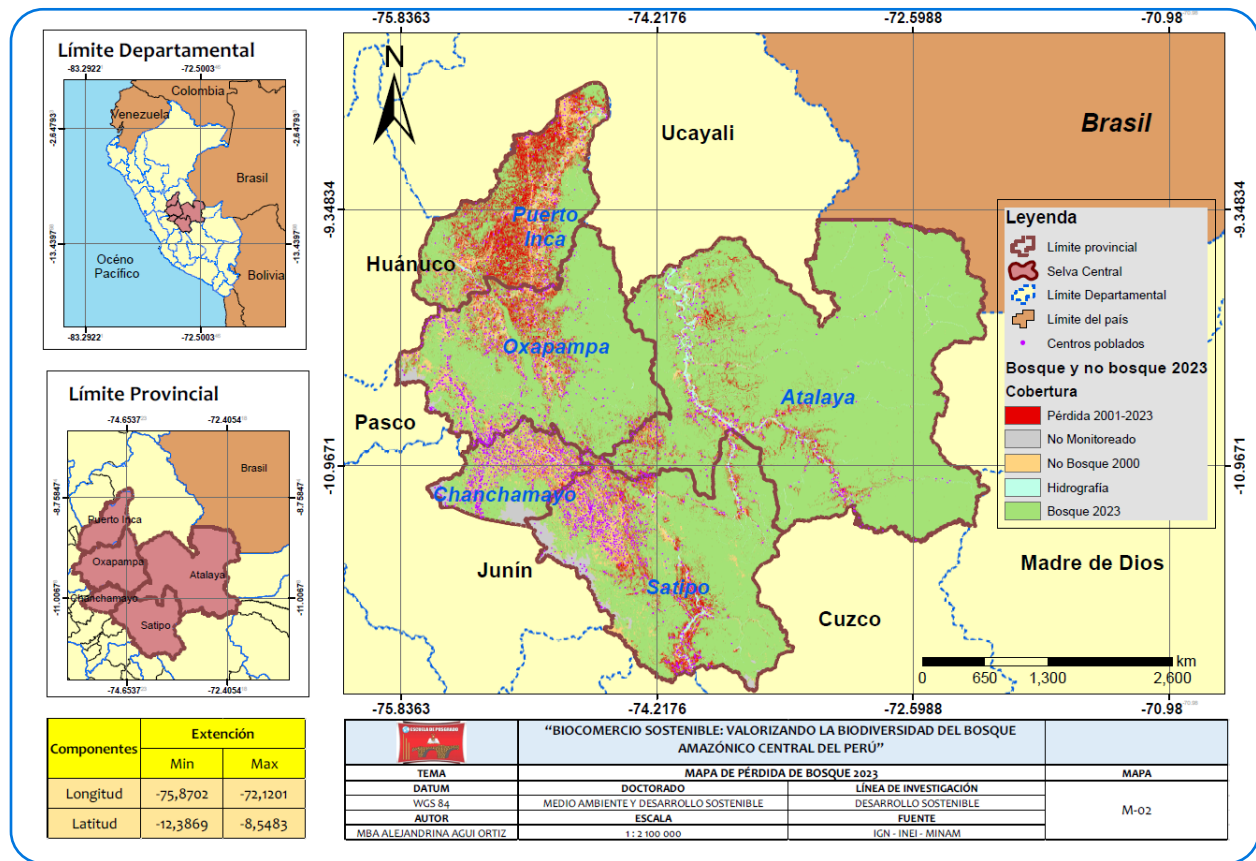 Límite Departamental
-83.2922
-72.5003
-2.64793
-13.4397
-2.64793
-13.4397
Colombia
Venezuela
Brasil
Océno
Pacífico
Bolivia
-83.2922
-72.5003
Límite Provincial
-74.6537
-72.4054
-8.75847
-11.0067
-8.75847
-11.0067
Brasil
Puerto Inca
Oxapampa
Atalaya
Chanchamayo
Satipo
-74.6537
-72.4054
Componentes
Extención
Min
Max
Longitud
-75,8702
-72,1201
Latitud
-12,3869
-8,5483
-75.8363
-74.2176
-72.5988
-70.98
-9.34834
-10.9671
-9.34834
-10.9671
N
Ucayali
Brasil
Puerto
Inca
Huánuco
Oxapampa
Atalaya
Pasco
Chanchamayo
Junín
Satipo
Cuzco
Madre de Dios
Leyenda
Límite provincial
Selva Central
Límite Departamental
Límite del país
Centros poblados
Bosque y no bosque 2023
Cobertura
Pérdida 2001-2023
No Monitoreado
No Bosque 2000
Hidrografía
Bosque 2023
km
0 650 1,300 2,600
-75.8363
-74.2176
-72.5988
-70.98
“BIOCOMERCIO SOSTENIBLE: VALORIZANDO LA BIODIVERSIDAD DEL BOSQUE
AMAZÓNICO CENTRAL DEL PERÚ”
TEMA
MAPA DE PÉRDIDA DE BOSQUE 2023
MAPA
DATUM
DOCTORADO
LÍNEA DE INVESTIGACIÓN
WGS 84
MEDIO AMBIENTE Y DESARROLLO SOSTENIBLE
DESARROLLO SOSTENIBLE
M-02
AUTOR
ESCALA
FUENTE
MBA ALEJANDRINA AGUI ORTIZ
1 : 2 100 000
IGN - INEI - MINAM